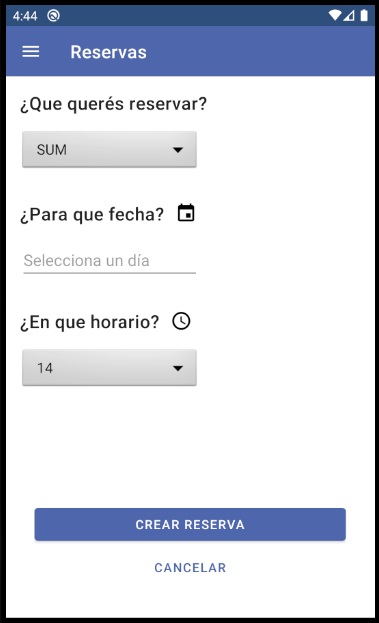 4:44
Reservas
¿Que querés reservar?
SUM
¿Para que fecha?
Selecciona un día
¿En que horario?
14
CREAR RESERVA
CANCELAR